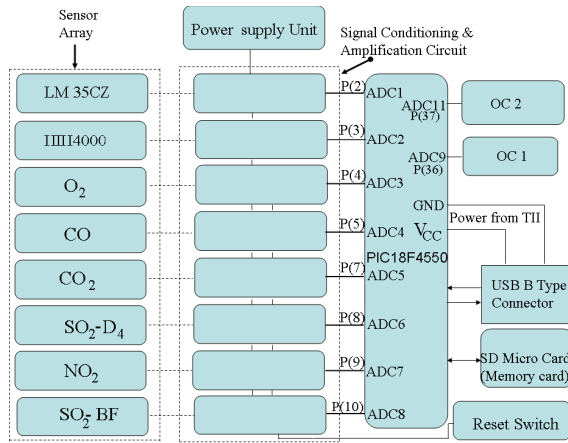 Sensor
Array
Power supply Unit
Signal Conditioning &
Amplification Circuit
LM 35CZ
P(2)
ADC1
ADC11
P(37)
OC 2
HIH4000
P(3)
ADC2
ADC9
P(36)
OC 1
O2
P(4)
ADC3
GND
Power from TII
CO
P(5)
ADC4
VCC
PIC18F4550
CO2
P(7)
ADC5
USB B Type
Connector
SO2-D4
P(8)
ADC6
NO2
P(9)
ADC7
SD Micro Card
(Memory card)
SO2-BF
P(10)
ADC8
Reset Switch